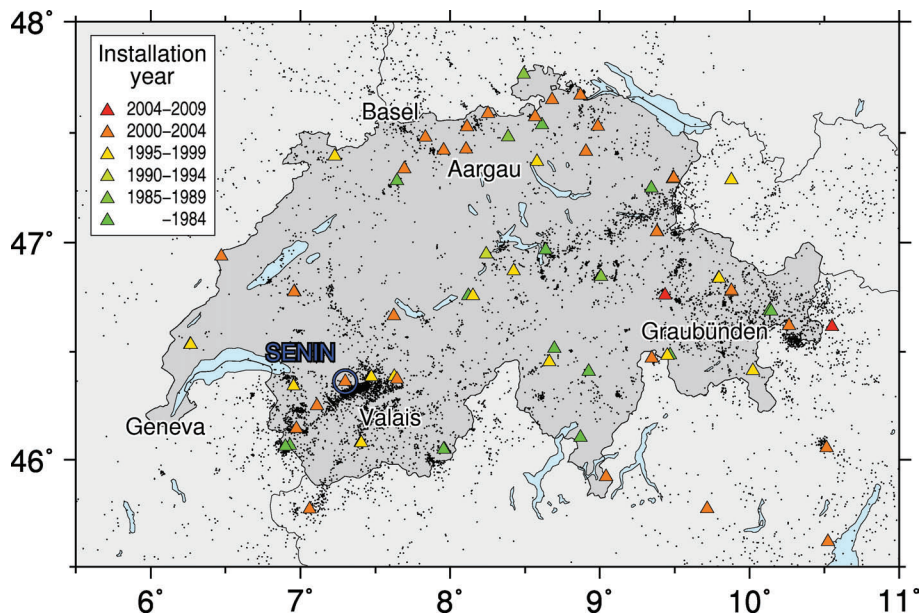 48°
Installation
year
2004–2009
2000–2004
1995–1999
1990–1994
1985–1989
–1984
Basel
Aargau
47°
Graubünden
SENIN
Valais
Geneva
46°
6° 7° 8° 9° 10° 11°